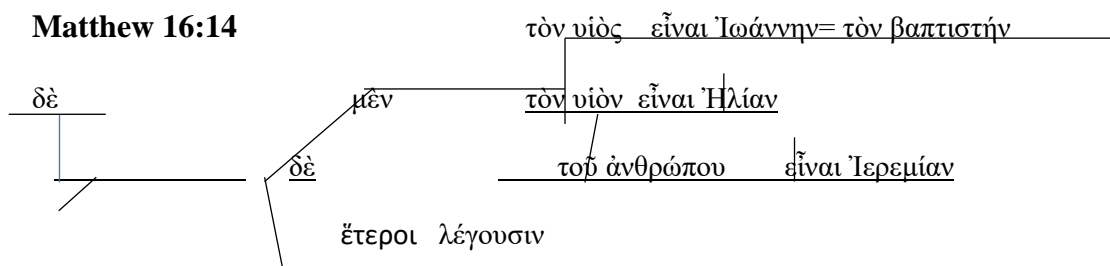 Matthew 16:14 τὸν υἱὸς εἶναι Ἰωάννην= τὸν βαπτιστήν
δὲ μὲν τὸν υἱὸν εἶναι Ἠλίαν
δὲ τοῦ ἀνθρώπου εἶναι Ἰερεμίαν
ἕτεροι λέγουσιν